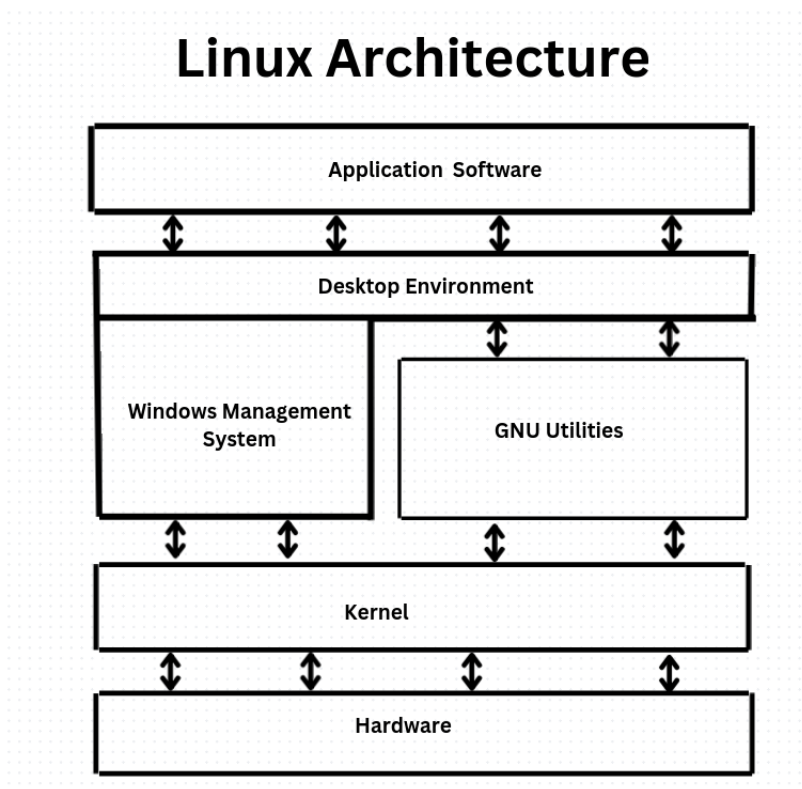 Linux Architecture
Application Software
Desktop Environment
Windows Management
System
GNU Utilities
Kernel
Hardware